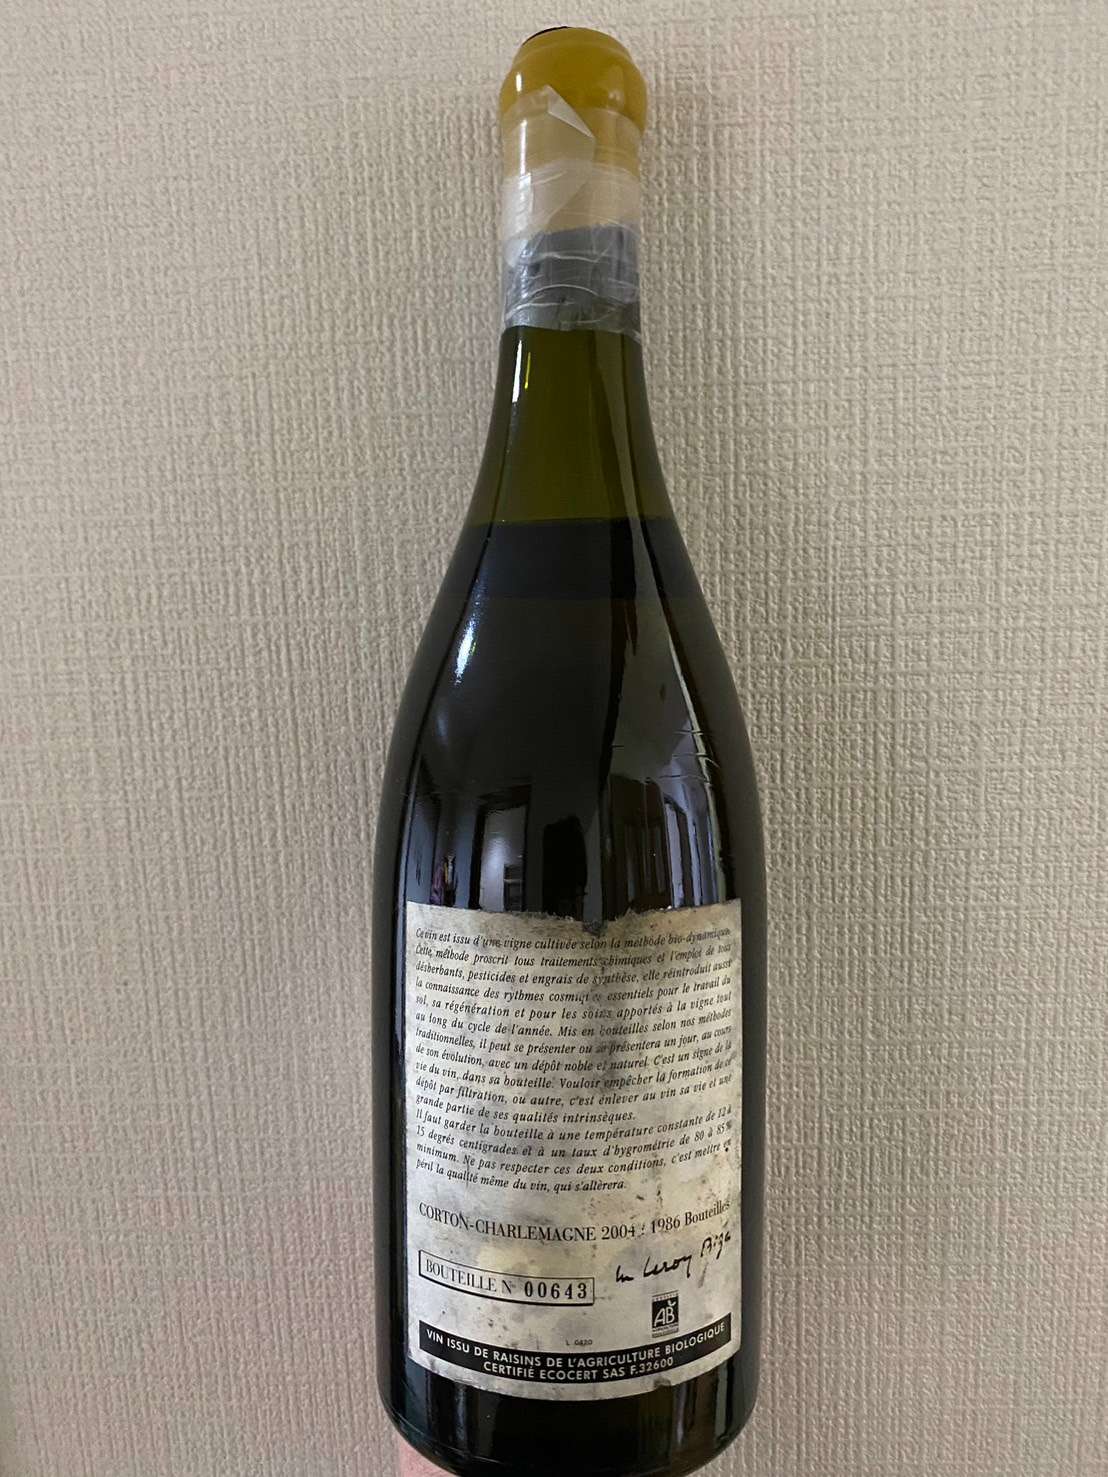 Ce vin est issu d'une vigne cultivée selon la méthode bio-dynamique.
Cette méthode proscrit tous traitements chimiques et l'emploi de tous
désherbants, pesticides et engrais de synthèse, elle réintroduit aussi
la connaissance des rythmes cosmiques essentiels pour le travail du
sol, sa régénération et pour les soins apportés à la vigne tout
au long du cycle de l'année. Mis en bouteilles selon nos méthodes
traditionnelles, il peut se présenter ou se présentera un jour, au cours
de son évolution, avec un dépôt noble et naturel. C'est un signe de la
vie du vin, dans sa bouteille. Vouloir empêcher la formation de ce
dépôt par filtration, ou autre, c'est enlever au vin sa vie et une
grande partie de ses qualités intrinsèques.
Il faut garder la bouteille à une température constante de 12 à
15 degrés centigrades et à un taux d'hygrométrie de 80 à 85%
minimum. Ne pas respecter ces deux conditions, c'est mettre en
péril la qualité même du vin, qui s'altèrera.
CORTON-CHARLEMAGNE 2004 : 1986 Bouteilles
Leroy Bize
BOUTEILLE N° 00643
AB
L 0420
VIN ISSU DE RAISINS DE L'AGRICULTURE BIOLOGIQUE
CERTIFIÉ ECOCERT SAS F.32600